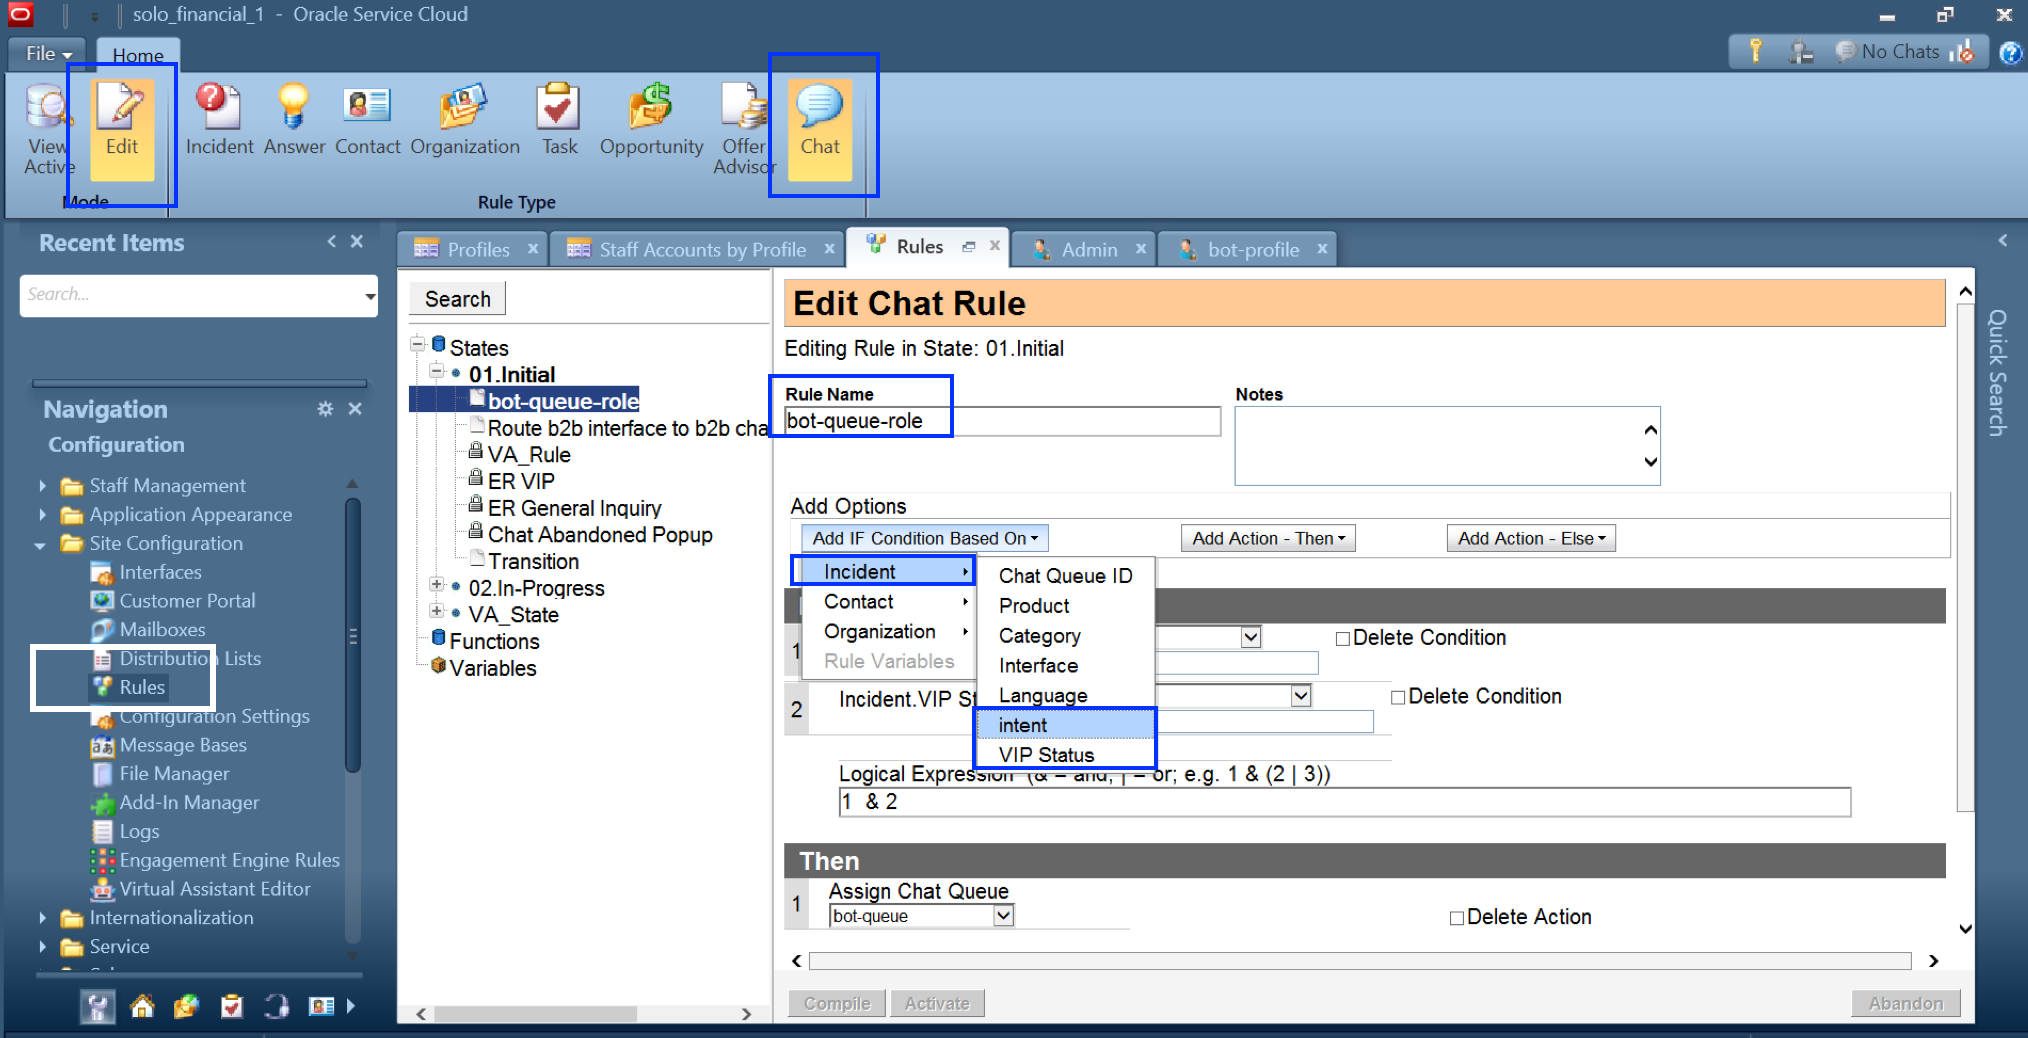 solo_financial_1 - Oracle Service Cloud
File
Home
No Chats
View Active
Edit
Incident
Answer
Contact
Organization
Task
Opportunity
Offer Advisor
Chat
Mode
Rule Type
Recent Items
Search...
Navigation
Configuration
Staff Management
Application Appearance
Site Configuration
Interfaces
Customer Portal
Mailboxes
Distribution Lists
Rules
Configuration Settings
Message Bases
File Manager
Add-In Manager
Logs
Engagement Engine Rules
Virtual Assistant Editor
Internationalization
Service
Profiles
Staff Accounts by Profile
Rules
Admin
bot-profile
Search
States
01.Initial
bot-queue-role
Route b2b interface to b2b cha
VA_Rule
ER VIP
ER General Inquiry
Chat Abandoned Popup
Transition
02.In-Progress
VA_State
Functions
Variables
Edit Chat Rule
Editing Rule in State: 01.Initial
Rule Name
bot-queue-role
Notes
Add Options
Add IF Condition Based On
Add Action - Then
Add Action - Else
Incident
Contact
Organization
Rule Variables
Chat Queue ID
Product
Category
Interface
Language
intent
VIP Status
1
Delete Condition
2
Incident.VIP St
Delete Condition
Logical Expression (& = and, | = or; e.g. 1 & (2 | 3))
1 & 2
Then
1
Assign Chat Queue
bot-queue
Delete Action
Compile
Activate
Abandon
Quick Search